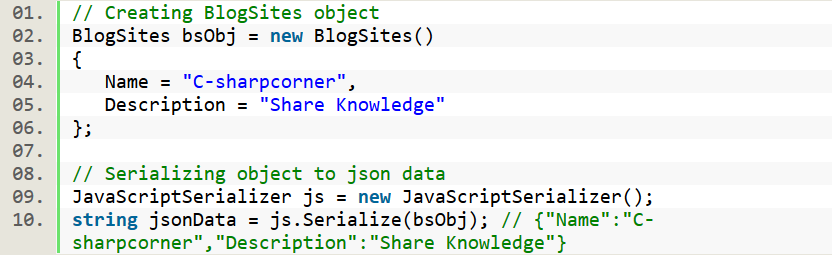 01. // Creating BlogSites object
02. BlogSites bsObj = new BlogSites()
03. {
04.    Name = "C-sharpcorner",
05.    Description = "Share Knowledge"
06. };
07.
08. // Serializing object to json data
09. JavaScriptSerializer js = new JavaScriptSerializer();
10. string jsonData = js.Serialize(bsObj); // {"Name":"C-
sharpcorner","Description":"Share Knowledge"}